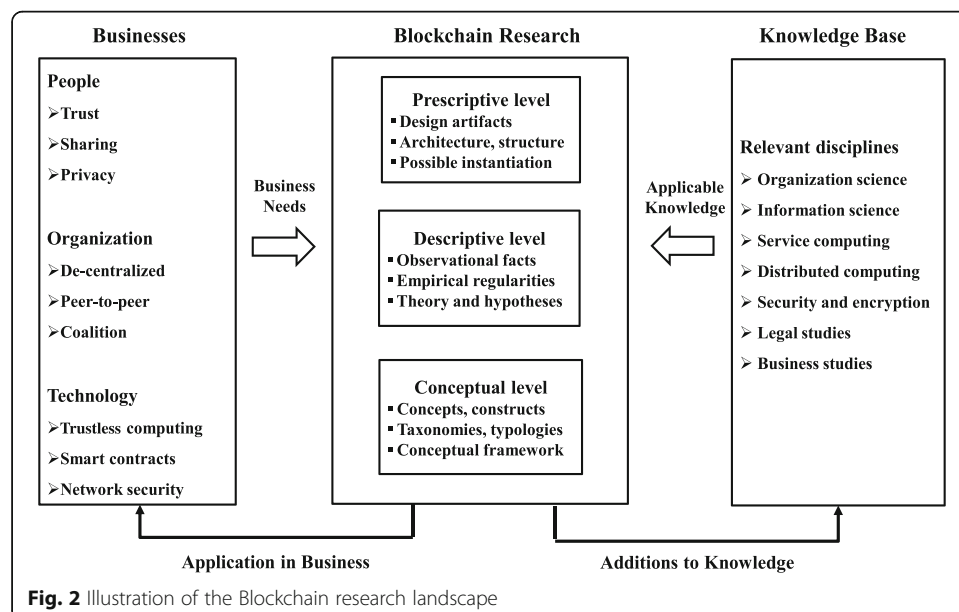 Businesses
People
➢Trust
➢Sharing
➢Privacy
Organization
➢De-centralized
➢Peer-to-peer
➢Coalition
Technology
➢Trustless computing
➢Smart contracts
➢Network security
Business
Needs
Blockchain Research
Prescriptive level
▪ Design artifacts
▪ Architecture, structure
▪ Possible instantiation
Descriptive level
▪ Observational facts
▪ Empirical regularities
▪ Theory and hypotheses
Conceptual level
▪ Concepts, constructs
▪ Taxonomies, typologies
▪ Conceptual framework
Applicable
Knowledge
Knowledge Base
Relevant disciplines
➢ Organization science
➢ Information science
➢ Service computing
➢ Distributed computing
➢ Security and encryption
➢ Legal studies
➢ Business studies
Application in Business
Additions to Knowledge
Fig. 2 Illustration of the Blockchain research landscape